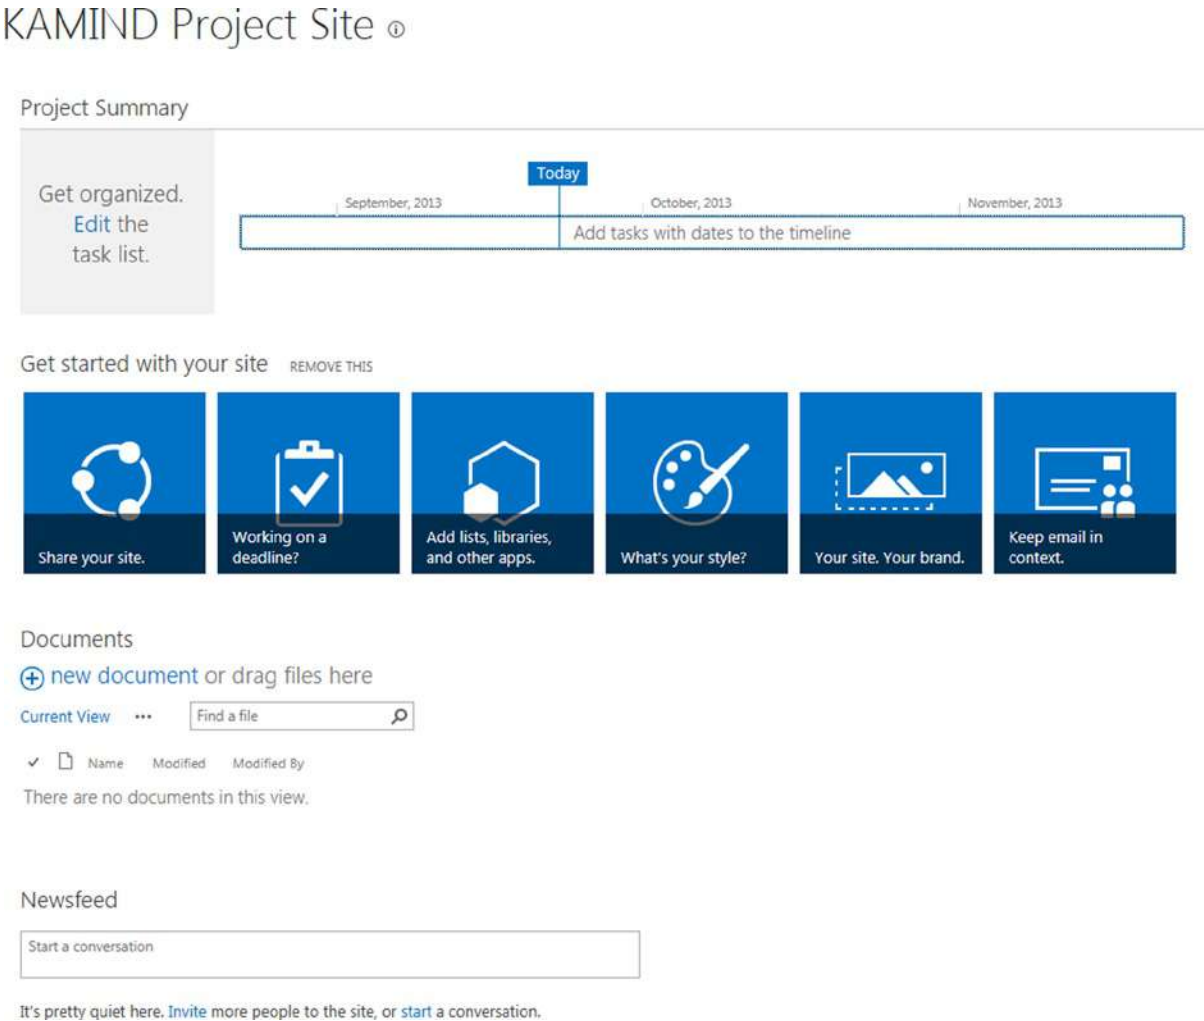 KAMIND Project Site
Project Summary
Get organized.
Edit the
task list.
Today
September, 2013
October, 2013
November, 2013
Add tasks with dates to the timeline
Get started with your site REMOVE THIS
Share your site.
Working on a
deadline?
Add lists, libraries,
and other apps.
What's your style?
Your site. Your brand.
Keep email in
context.
Documents
new document or drag files here
Current View ••• Find a file
Name Modified Modified By
There are no documents in this view.
Newsfeed
Start a conversation
It's pretty quiet here. Invite more people to the site, or start a conversation.